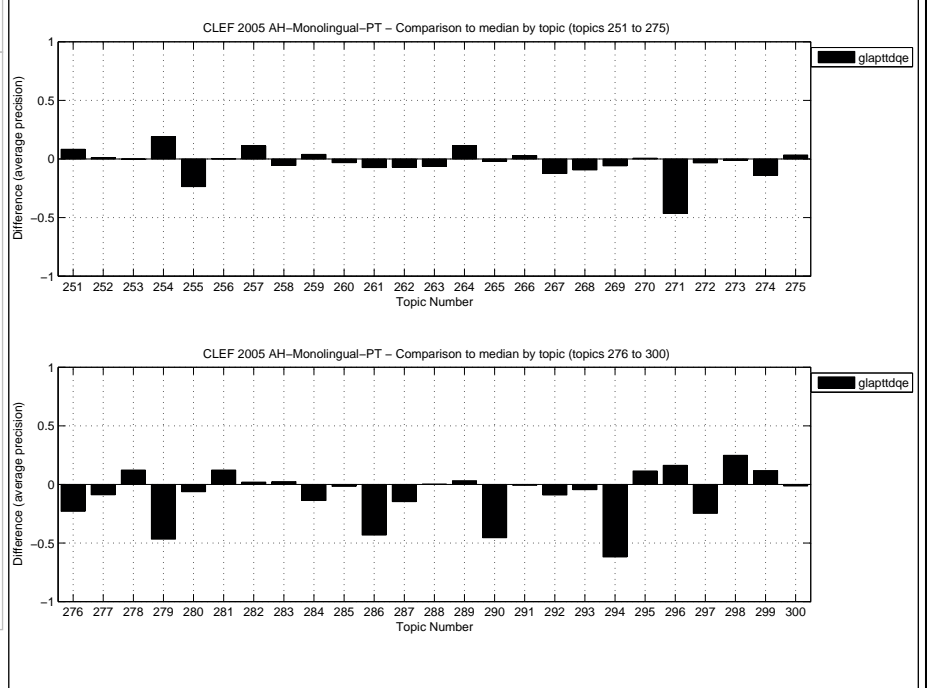 CLEF 2005 AH−Monolingual−PT − Comparison to median by topic (topics 251 to 275)
1
0.5
0
−0.5
−1
Difference (average precision)
251 252 253 254 255 256 257 258 259 260 261 262 263 264 265 266 267 268 269 270 271 272 273 274 275
Topic Number
glapttdqe
CLEF 2005 AH−Monolingual−PT − Comparison to median by topic (topics 276 to 300)
1
0.5
0
−0.5
−1
Difference (average precision)
276 277 278 279 280 281 282 283 284 285 286 287 288 289 290 291 292 293 294 295 296 297 298 299 300
Topic Number
glapttdqe